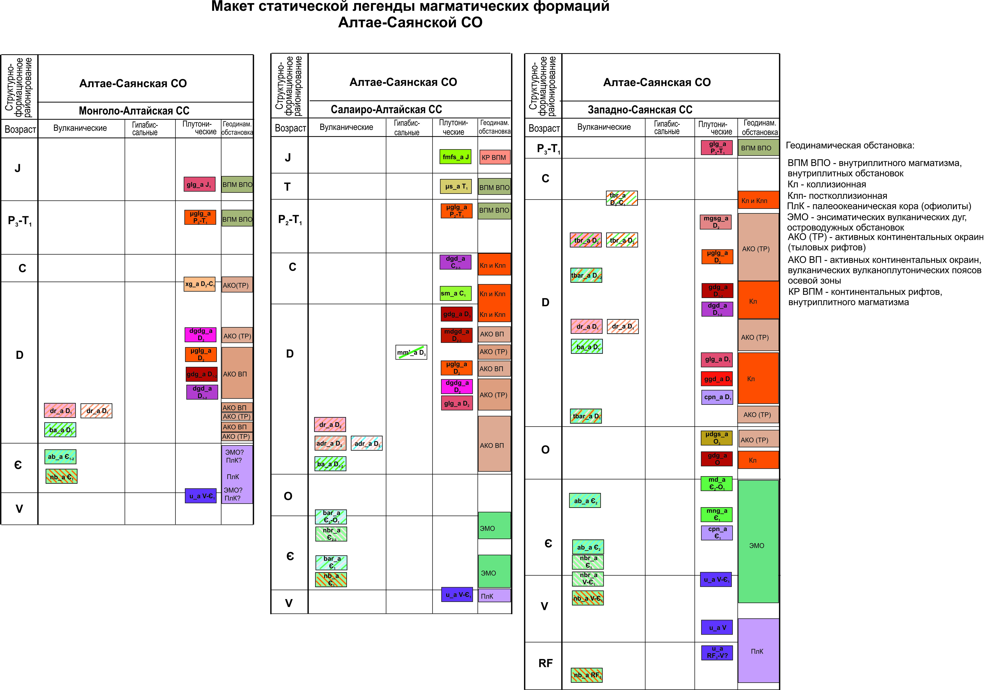 Макет статической легенды магматических формаций
Алтае-Саянской СО
Структурно-
формационное
районирование
Алтае-Саянская СО
Монголо-Алтайская СС
Возраст
Вулканические
Гипабис-
сальные
Плутони-
ческие
Геодинам.
обстановка
J
glg_a J1
ВПМ ВПО
P3-T1
µglg_a
P3-T1
ВПМ ВПО
C
xg_a D3-C1
АКО(ТР)
D
dgdg_a
D2
АКО (ТР)
µglg_a
D2
gdg_a D1-2
АКО ВП
dgd_a
D1-2
dr_a D1
dr_a D1
АКО ВП
АКО (ТР)
ba_a D1
АКО ВП
АКО (ТР)
Є
ab_a Є1-2
ЭМО?
ПлК?
nb_a Є1
ПлК
u_a V-Є1
ЭМО?
ПлК?
V
Структурно-
формационное
районирование
Алтае-Саянская СО
Салаиро-Алтайская СС
Возраст
Вулканические
Гипабис-
сальные
Плутони-
ческие
Геодинам.
обстановка
J
fmfs_a J
КР ВПМ
T
µs_a T1
ВПМ ВПО
P2-T1
µglg_a
P2-T1
ВПМ ВПО
C
dgd_a
C2-3
Кл и Клп
sm_a C1
Кл и Клп
D
gdg_a D3
Кл и Клп
mdgd_a
D2-3
АКО ВП
mm'_a D3
АКО (ТР)
µglg_a
D2
АКО ВП
dgdg_a
D2
АКО (ТР)
glg_a D2
dr_a D2
adr_a D2
adr_a D2
АКО ВП
ba_a D1-2
O
bar_a
Є2-O1
nbr_a
Є2-3
ЭМО
Є
bar_a
Є1
nb_a
Є1
ЭМО
u_a V-Є1
ПлК
V
Структурно-
формационное
районирование
Алтае-Саянская СО
Западно-Саянская СС
Возраст
Вулканические
Гипабис-
сальные
Плутони-
ческие
Геодинам.
обстановка
P3-T1
glg_a
P3-T1
ВПМ ВПО
C
tbr_a
D3-C1
Кл и Клп
D
mgsg_a
D2
tbr_a D2
tbr_a D2
АКО (ТР)
µglg_a
D2
tbar_a D1-2
gdg_a
D1-2
Кл
dgd_a
D1-2
dr_a D1
dr_a D1
АКО (ТР)
ba_a D1
glg_a D1
ggd_a D1
Кл
cpn_a D1
tbar_a D1
АКО (ТР)
O
µdgs_a
O3
АКО (ТР)
gdg_a
O
Кл
md_a
Є2-O1
ab_a Є2
mng_a
Є1
cpn_a
Є1
Є
ab_a Є2
ЭМО
nbr_a
Є1
nbr_a
V-Є1
u_a V-Є1
nb_a V-Є1
V
u_a V
u_a
RF3-V?
ПлК
RF
nb_a RF3
Геодинамическая обстановка:
ВПМ ВПО - внутриплитного магматизма,
внутриплитных обстановок
Кл - коллизионная
Клп- постколлизионная
ПлК - палеоокеаническая кора (офиолиты)
ЭМО - энсиматических вулканических дуг,
островодужных обстановок
АКО (ТР) - активных континентальных окраин
(тыловых рифтов)
АКО ВП - активных континентальных окраин,
вулканических вулканоплутонических поясов
осевой зоны
КР ВПМ - континентальных рифтов,
внутриплитного магматизма